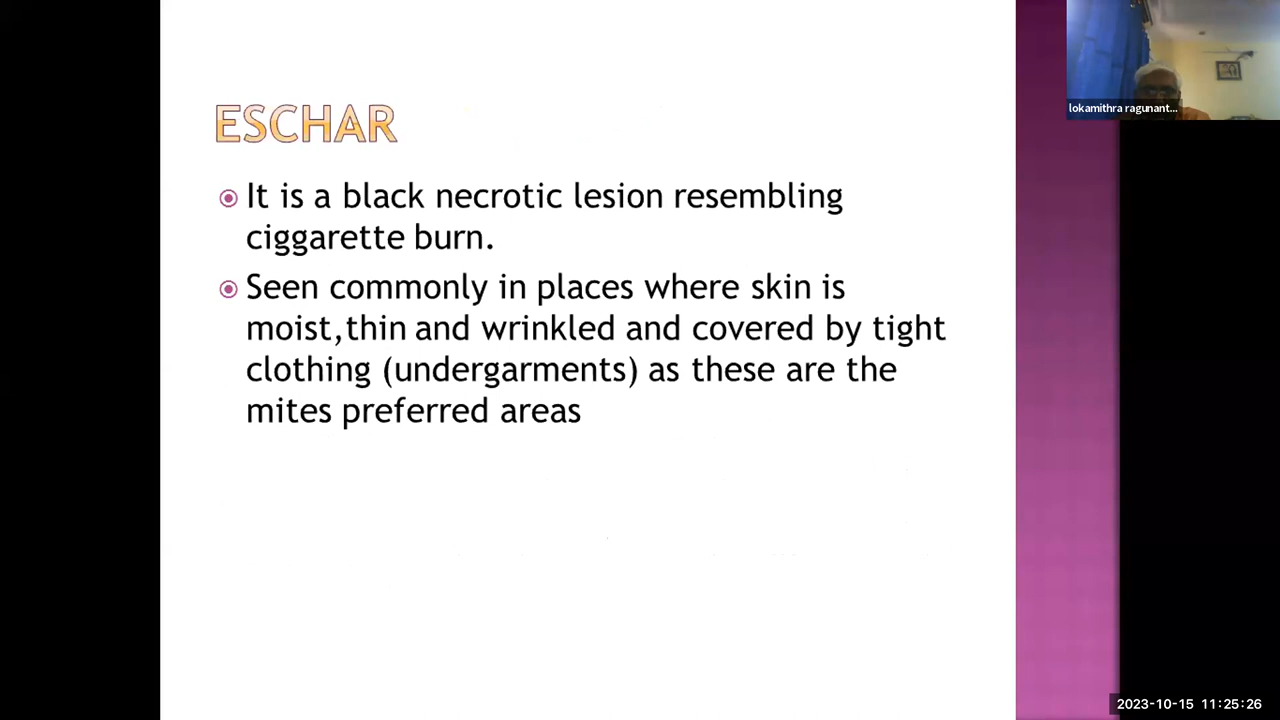 ESCHAR
It is a black necrotic lesion resembling
ciggarette burn.
Seen commonly in places where skin is
moist,thin and wrinkled and covered by tight
clothing (undergarments) as these are the
mites preferred areas
lokamithra ragunant...
2023-10-15 11:25:26